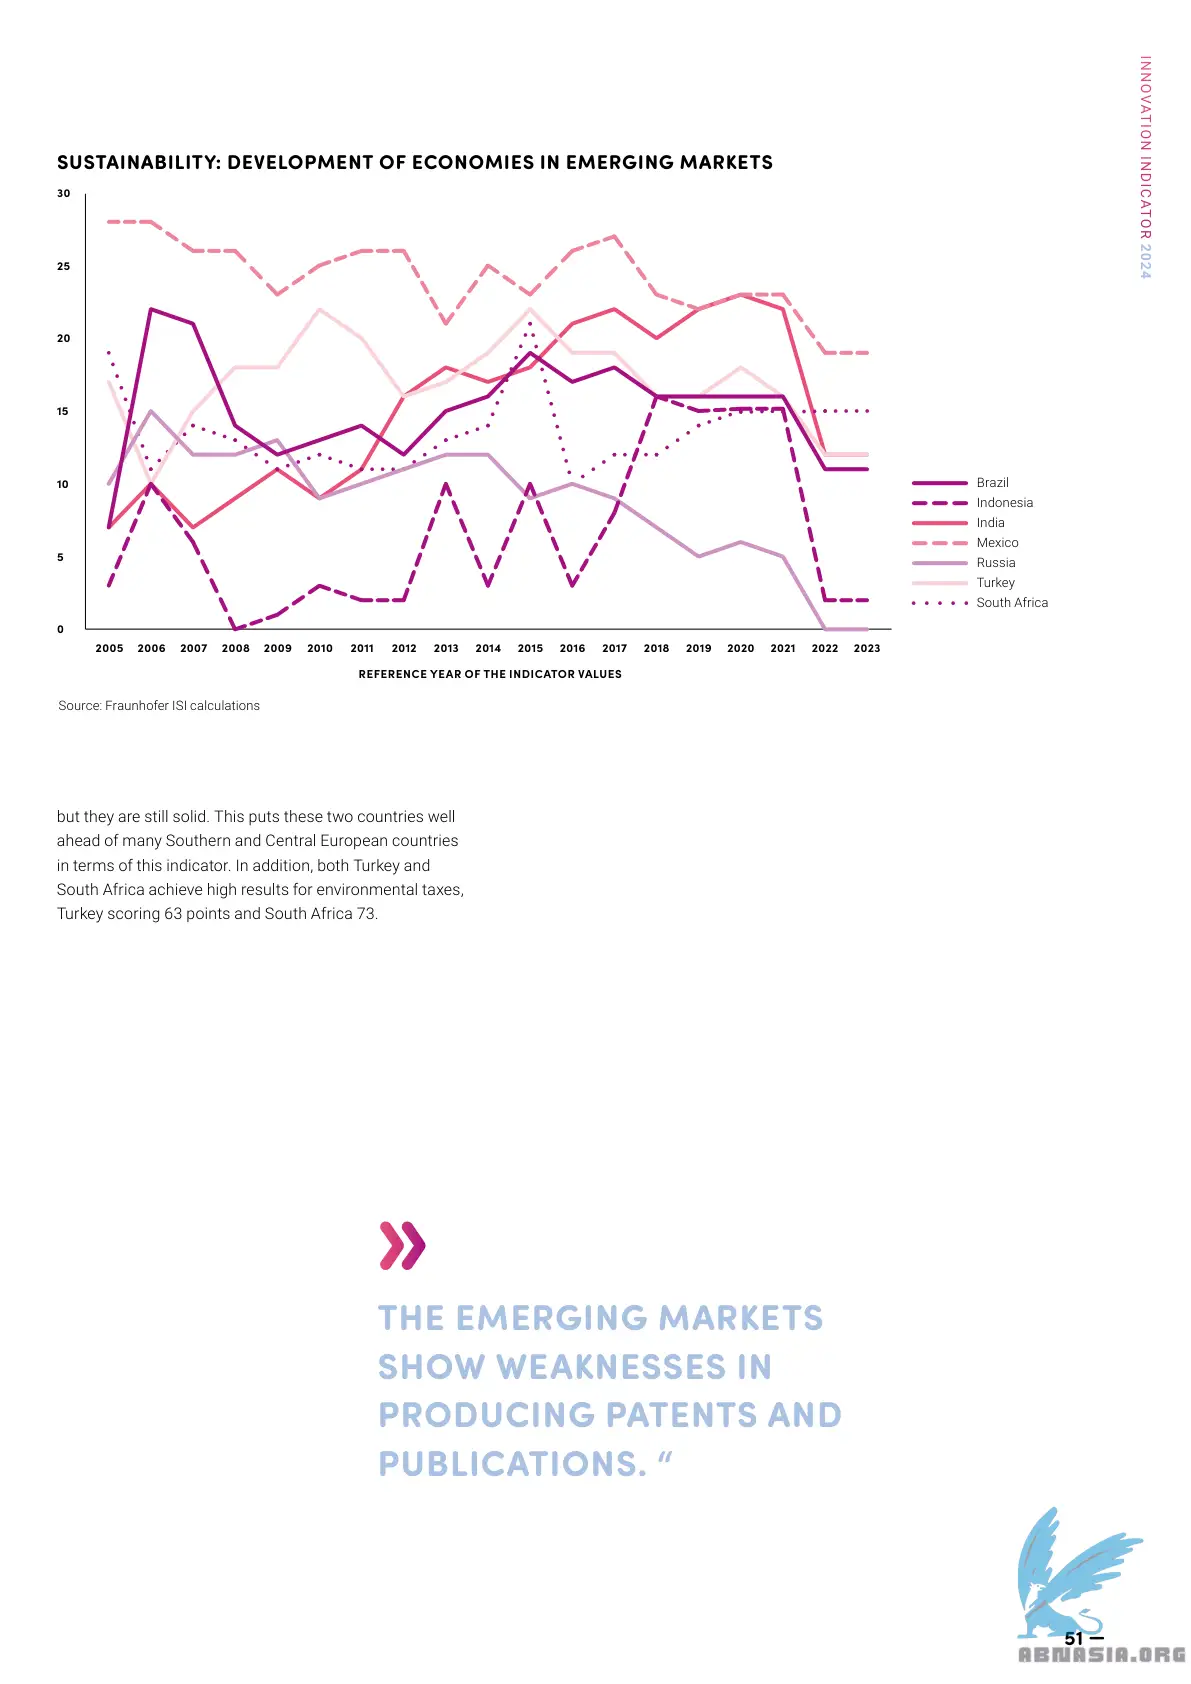 INNOVATION INDICATOR 2024
SUSTAINABILITY: DEVELOPMENT OF ECONOMIES IN EMERGING MARKETS
30
25
20
15
10
5
0
2005 2006 2007 2008 2009 2010 2011 2012 2013 2014 2015 2016 2017 2018 2019 2020 2021 2022 2023
REFERENCE YEAR OF THE INDICATOR VALUES
Brazil
Indonesia
India
Mexico
Russia
Turkey
South Africa
Source: Fraunhofer ISI calculations
but they are still solid. This puts these two countries well
ahead of many Southern and Central European countries
in terms of this indicator. In addition, both Turkey and
South Africa achieve high results for environmental taxes,
Turkey scoring 63 points and South Africa 73.
»
THE EMERGING MARKETS
SHOW WEAKNESSES IN
PRODUCING PATENTS AND
PUBLICATIONS. “
51 —
ABNASIA.ORG